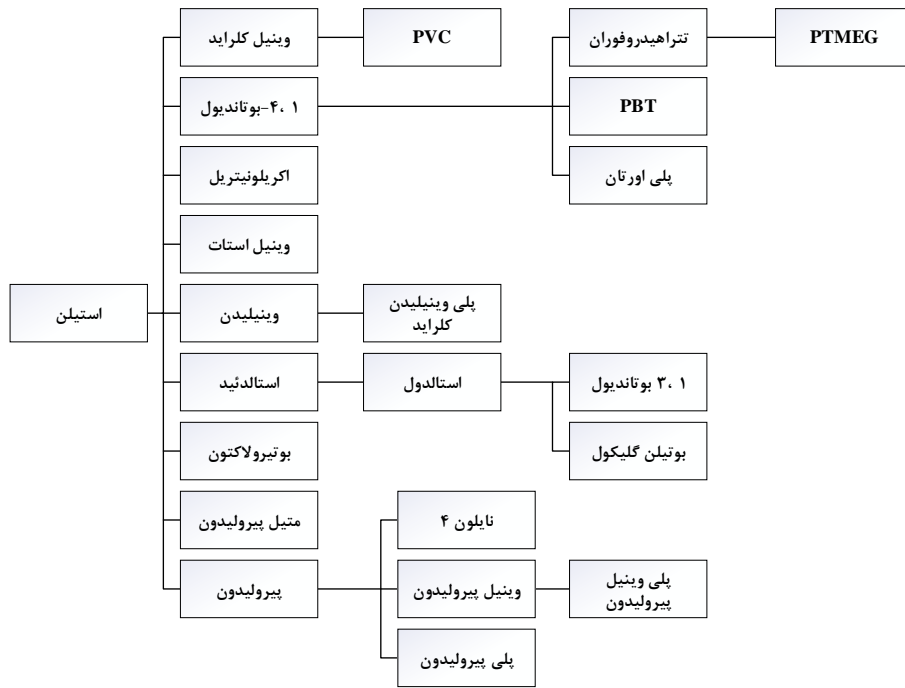 وینیل کلراید
PVC
تتراهیدروفوران
PTMEG
۱ ،۴-بوتاندیول
PBT
اکریلونیتریل
پلی اورتان
وینیل استات
استیلن
وینیلیدن
پلی وینیلیدن
کلراید
استالدئید
استالدول
۱ ،۳ بوتاندیول
بوتیرولاکتون
بوتیلن گلیکول
متیل پیرولیدون
نایلون ۴
پیرولیدون
وینیل پیرولیدون
پلی وینیل
پیرولیدون
پلی پیرولیدون